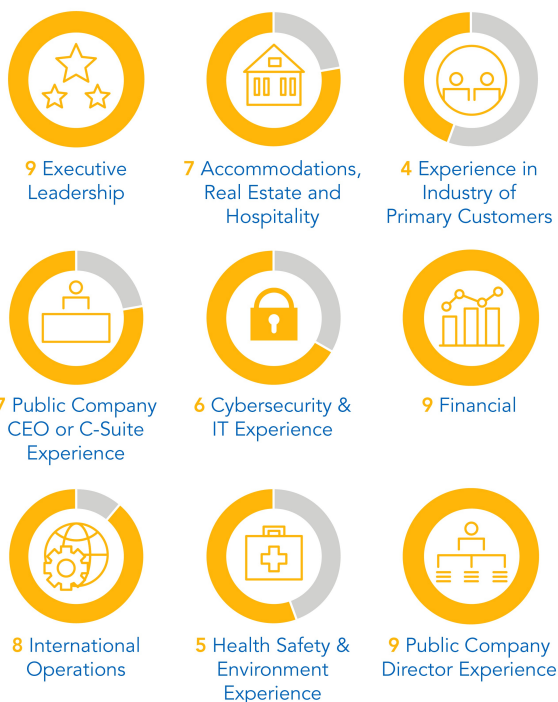 9 Executive
Leadership
7 Accommodations,
Real Estate and
Hospitality
4 Experience in
Industry of
Primary Customers
7 Public Company
CEO or C-Suite
Experience
6 Cybersecurity &
IT Experience
9 Financial
8 International
Operations
5 Health Safety &
Environment
Experience
9 Public Company
Director Experience